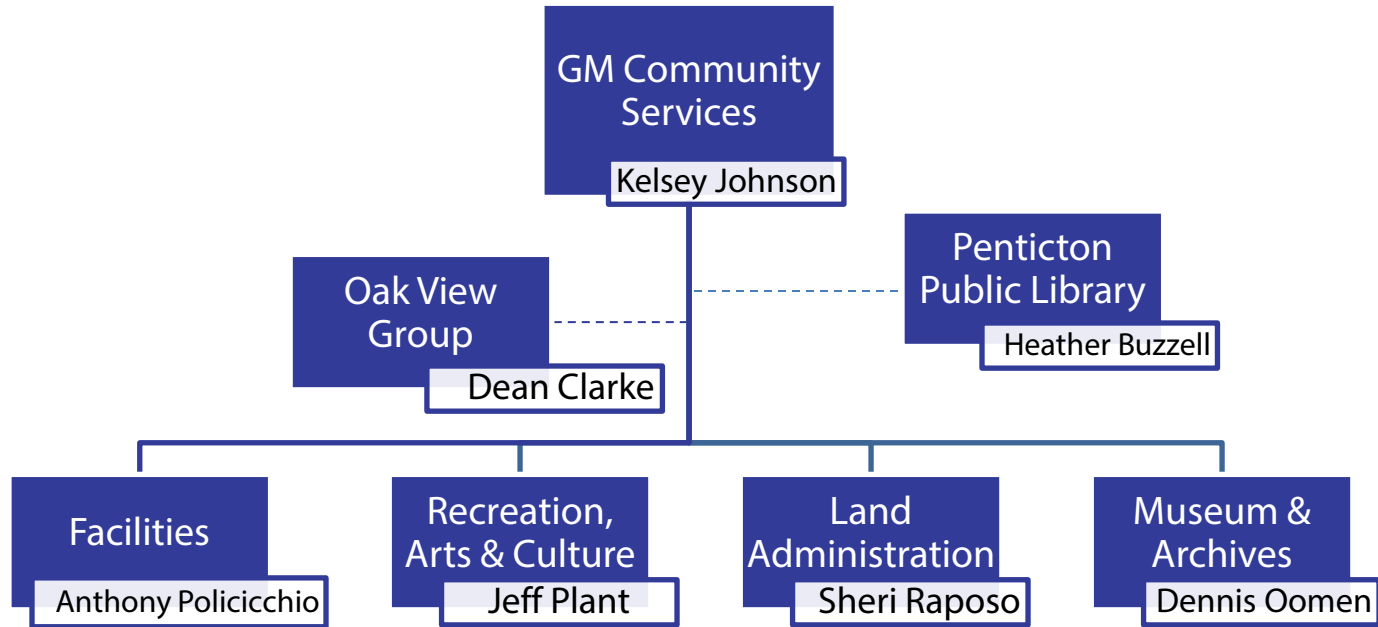 GM Community
Services
Kelsey Johnson
Oak View
Group
Dean Clarke
Penticton
Public Library
Heather Buzzell
Facilities
Anthony Policicchio
Recreation,
Arts & Culture
Jeff Plant
Land
Administration
Sheri Raposo
Museum &
Archives
Dennis Oomen